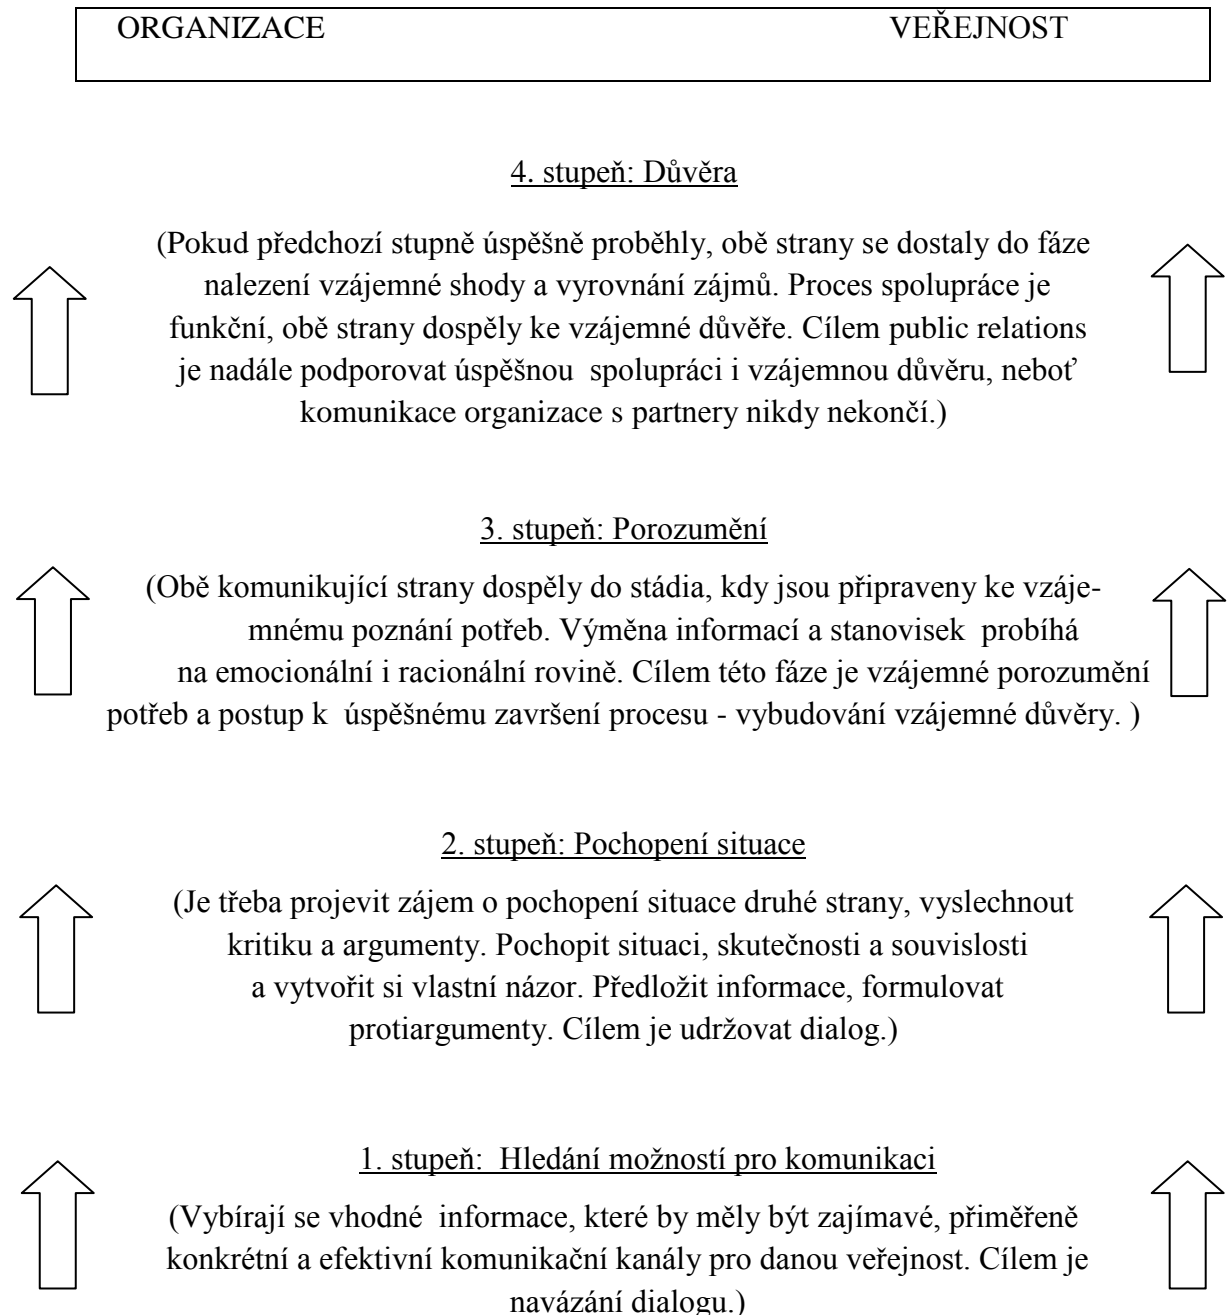 ORGANIZACE VEŘEJNOST
4. stupeň: Důvěra
(Pokud předchozí stupně úspěšně proběhly, obě strany se dostaly do fáze
nalezení vzájemné shody a vyrovnání zájmů. Proces spolupráce je
funkční, obě strany dospěly ke vzájemné důvěře. Cílem public relations
je nadále podporovat úspěšnou spolupráci i vzájemnou důvěru, neboť
komunikace organizace s partnery nikdy nekončí.)
3. stupeň: Porozumění
(Obě komunikující strany dospěly do stádia, kdy jsou připraveny ke vzáje-
mnému poznání potřeb. Výměna informací a stanovisek probíhá
na emocionální i racionální rovině. Cílem této fáze je vzájemné porozumění
potřeb a postup k úspěšnému završení procesu - vybudování vzájemné důvěry. )
2. stupeň: Pochopení situace
(Je třeba projevit zájem o pochopení situace druhé strany, vyslechnout
kritiku a argumenty. Pochopit situaci, skutečnosti a souvislosti
a vytvořit si vlastní názor. Předložit informace, formulovat
protiargumenty. Cílem je udržovat dialog.)
1. stupeň: Hledání možností pro komunikaci
(Vybírají se vhodné informace, které by měly být zajímavé, přiměřeně
konkrétní a efektivní komunikační kanály pro danou veřejnost. Cílem je
navázání dialogu.)